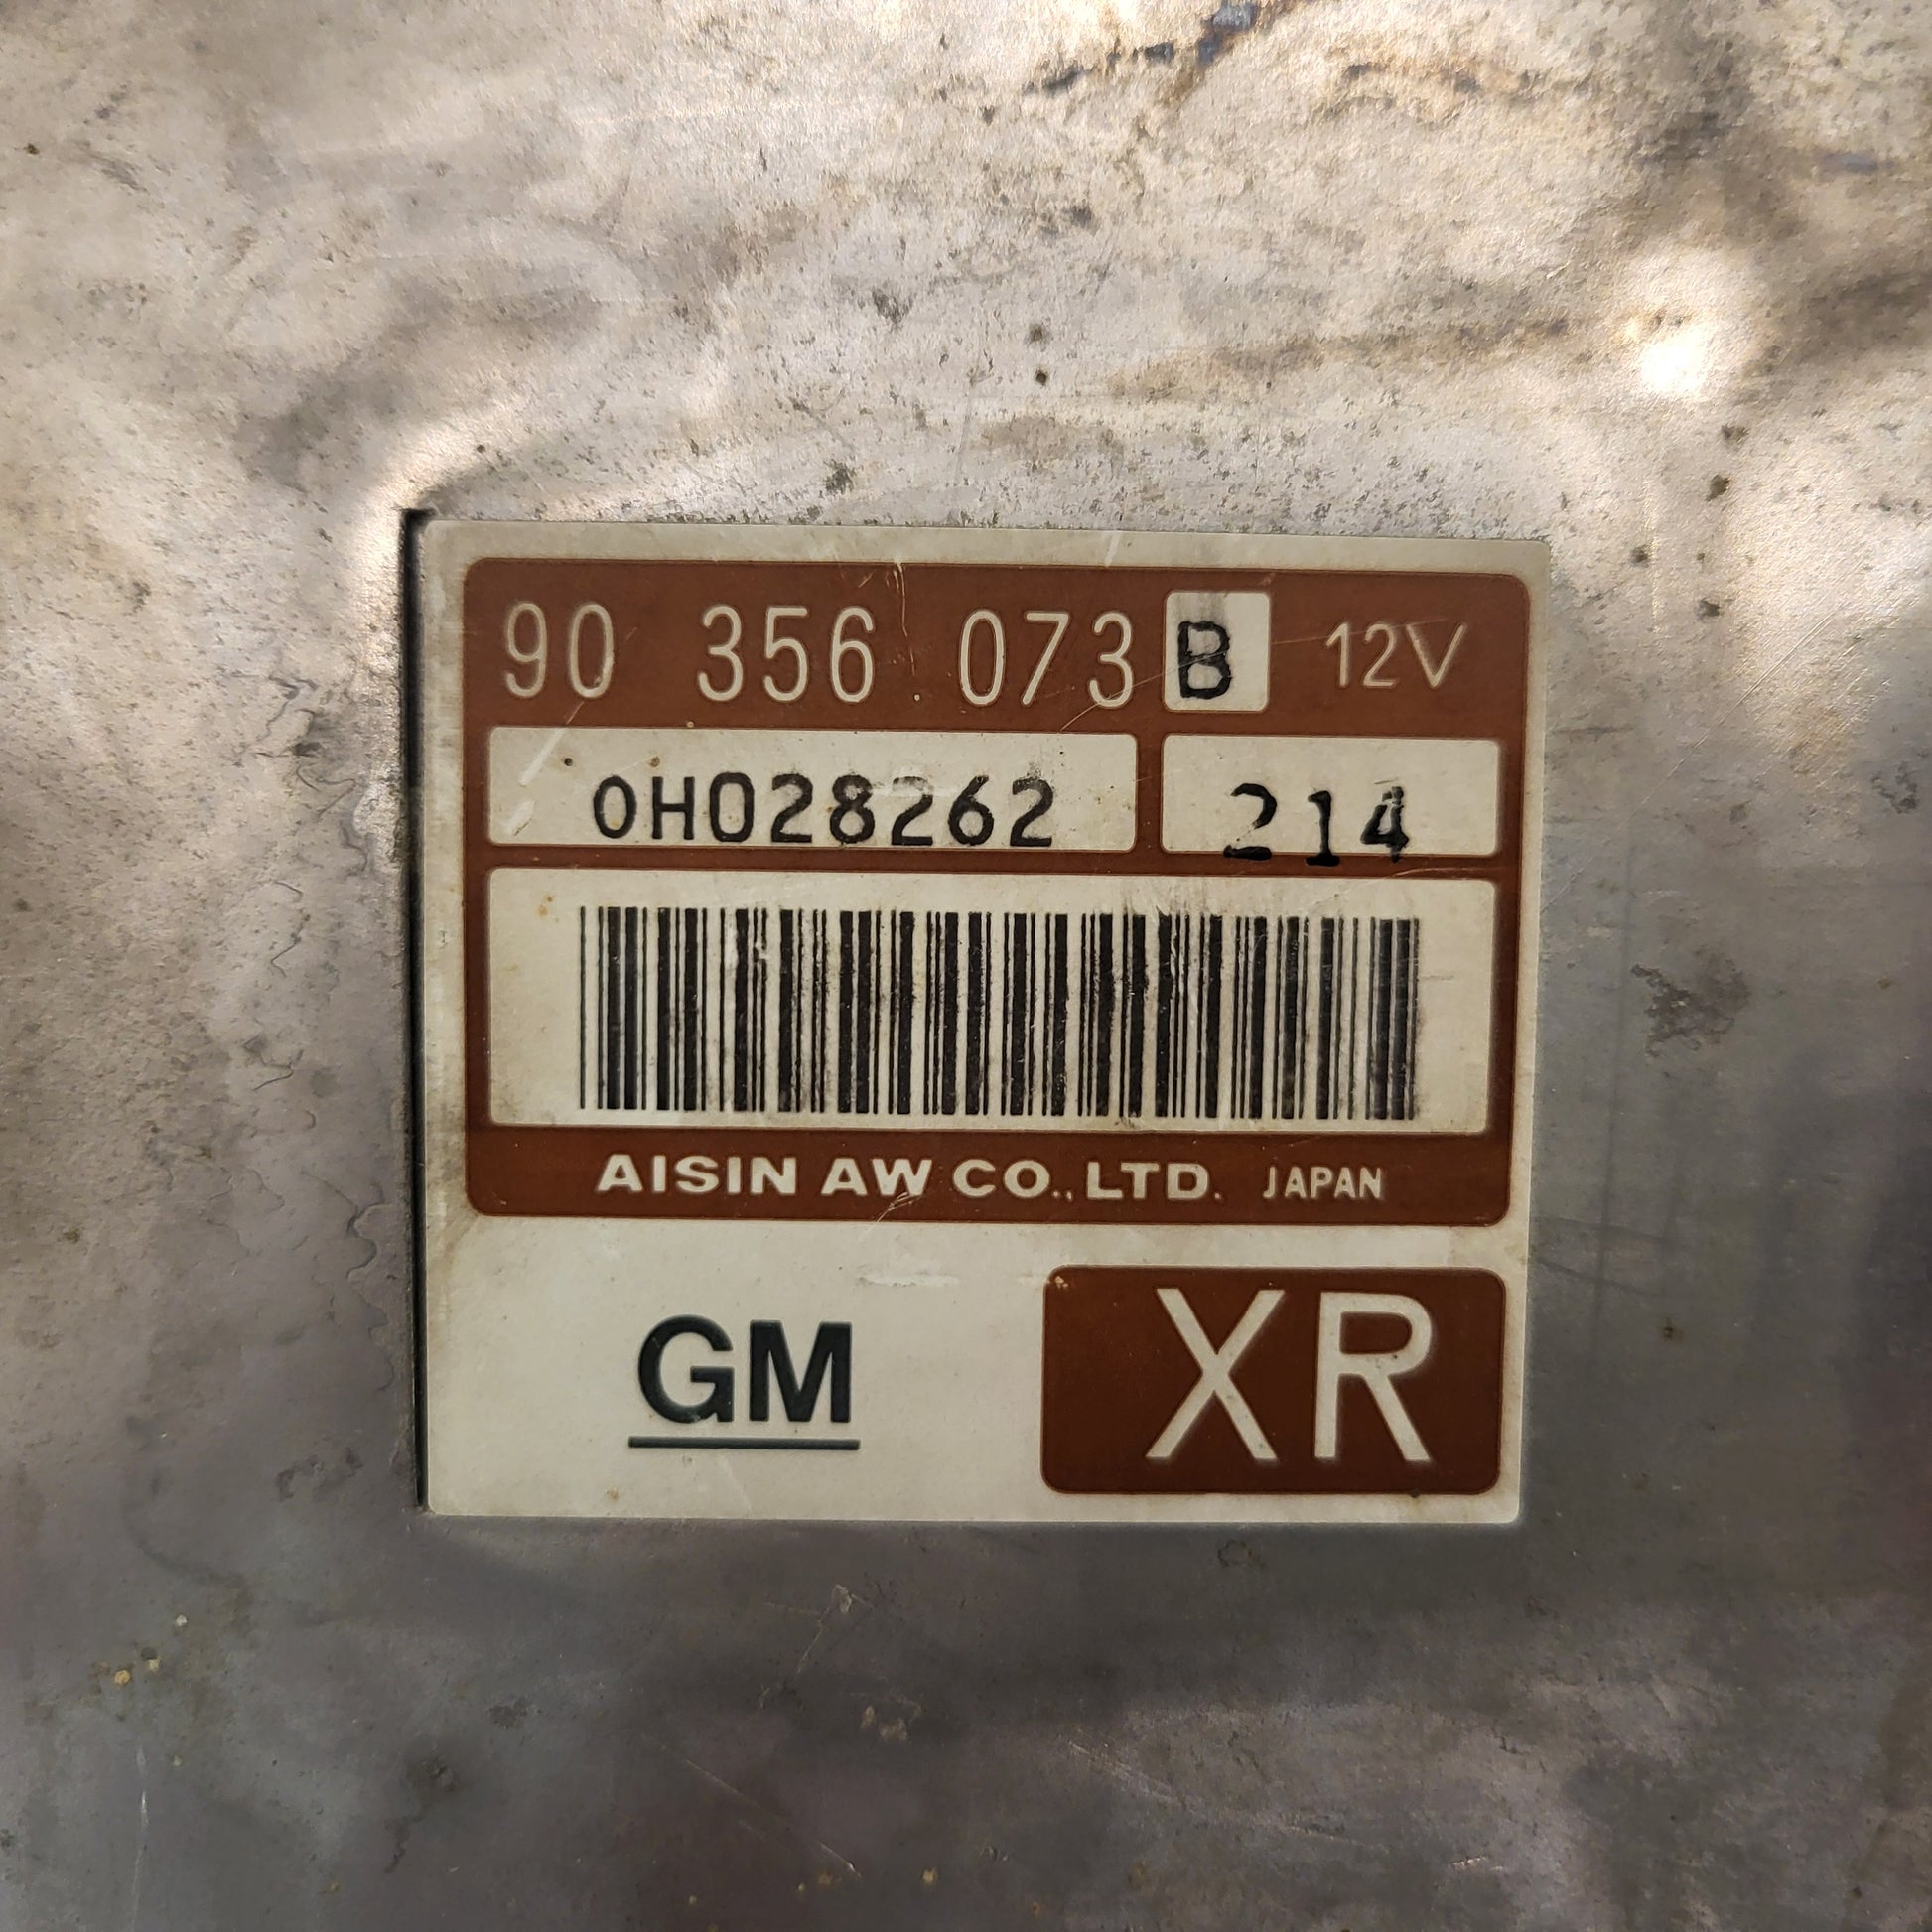 90 356 073 B 12V
0H028262 214
AISIN AW CO.,LTD. JAPAN
GM XR